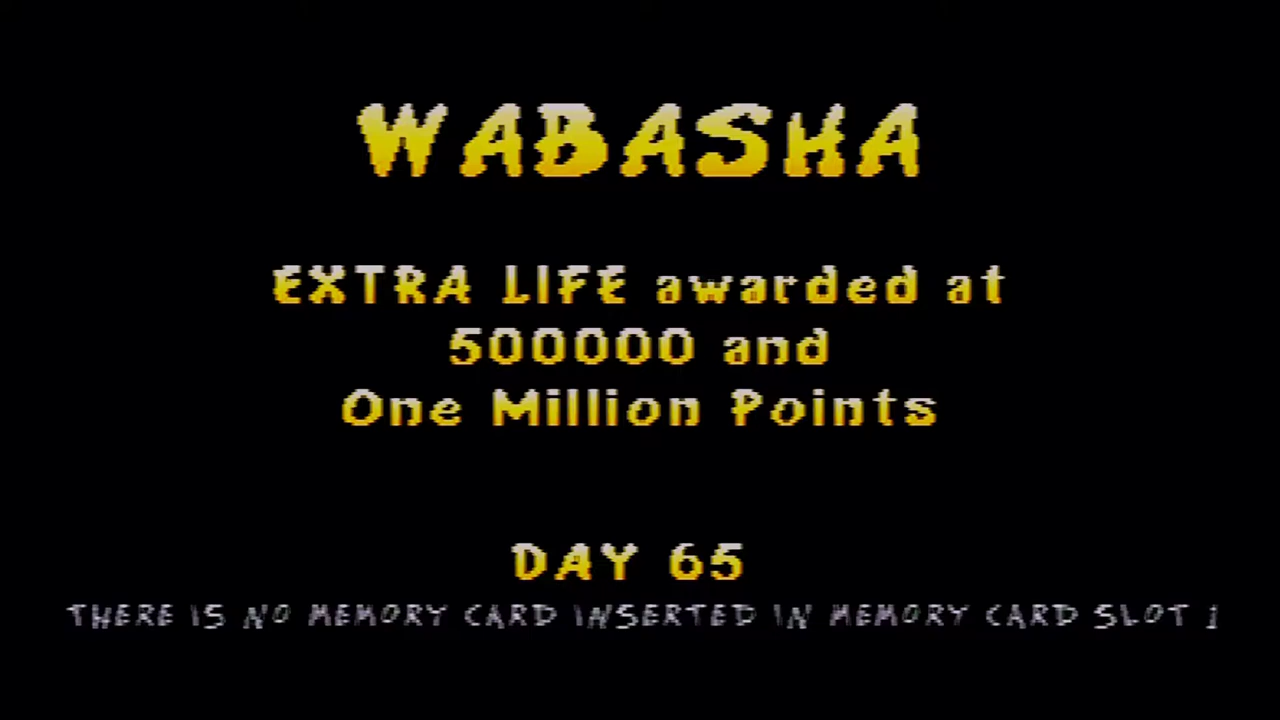 WABASHA
EXTRA LIFE awarded at
500000 and
One Million Points
DAY 65
THERE IS NO MEMORY CARD INSERTED IN MEMORY CARD SLOT 1